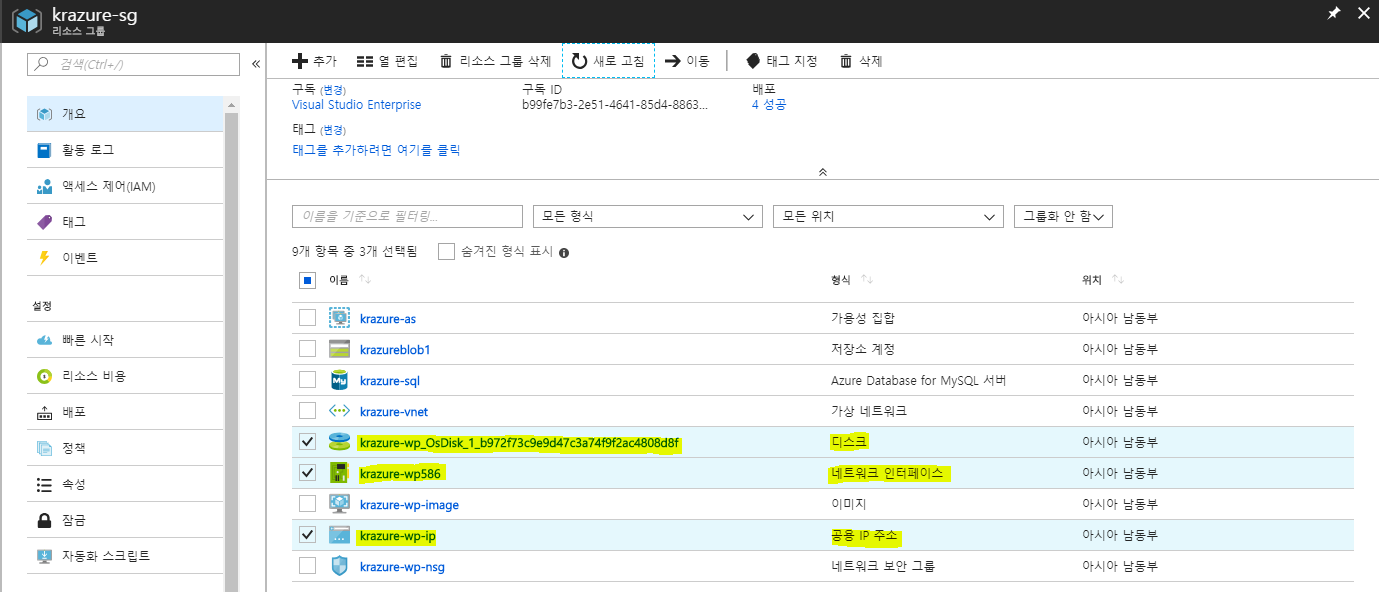 krazure-sg
리소스 그룹
검색(Ctrl+/)
개요
활동 로그
액세스 제어(IAM)
태그
이벤트
설정
빠른 시작
리소스 비용
배포
정책
속성
잠금
자동화 스크립트
추가 열 편집 리소스 그룹 삭제 새로 고침 이동 태그 지정 삭제
구독 (변경) 구독 ID 배포
Visual Studio Enterprise b99fe7b3-2e51-4641-85d4-8863... 4 성공
태그 (변경)
태그를 추가하려면 여기를 클릭
이름을 기준으로 필터링... 모든 형식 모든 위치 그룹화 안 함
9개 항목 중 3개 선택됨 숨겨진 형식 표시
이름 형식 위치
krazure-as 가용성 집합 아시아 남동부
krazureblob1 저장소 계정 아시아 남동부
krazure-sql Azure Database for MySQL 서버 아시아 남동부
krazure-vnet 가상 네트워크 아시아 남동부
krazure-wp_OsDisk_1_b972f73c9e9d47c3a74f9f2ac4808d8f 디스크 아시아 남동부
krazure-wp586 네트워크 인터페이스 아시아 남동부
krazure-wp-image 이미지 아시아 남동부
krazure-wp-ip 공용 IP 주소 아시아 남동부
krazure-wp-nsg 네트워크 보안 그룹 아시아 남동부